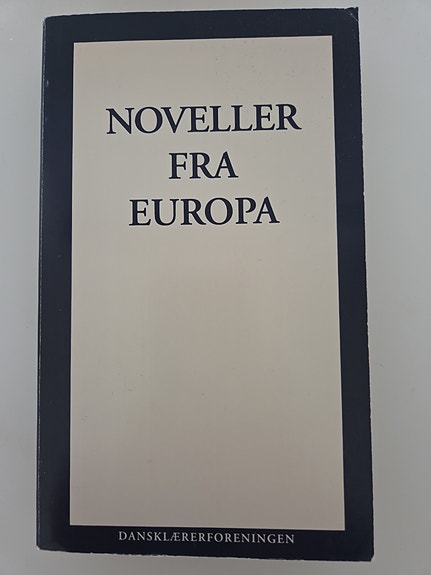 NOVELLER
FRA
EUROPA
DANSKLÆRERFORENINGEN